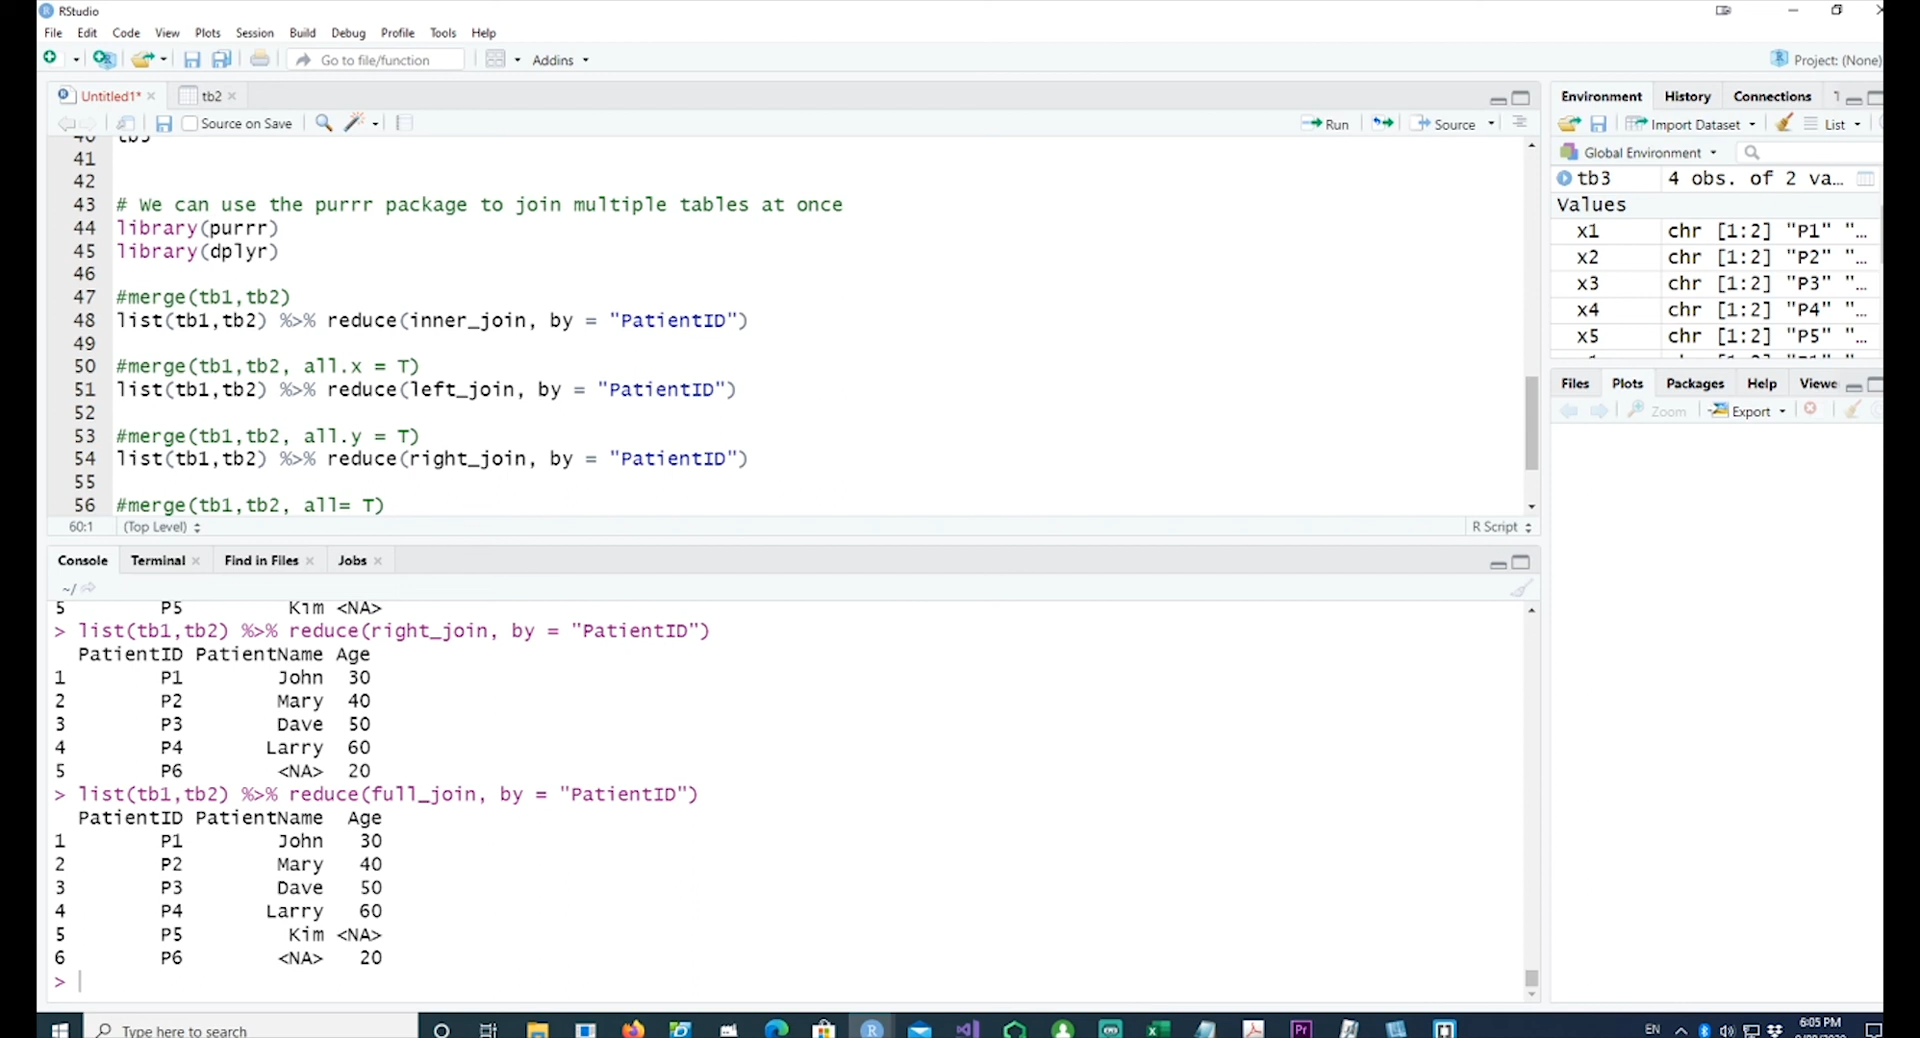 RStudio
File Edit Code View Plots Session Build Debug Profile Tools Help
Go to file/function Addins Project: (None)
Untitled1* tb2
Source on Save Run Source
41
42
43 # We can use the purrr package to join multiple tables at once
44 library(purrr)
45 library(dplyr)
46
47 #merge(tb1,tb2)
48 list(tb1,tb2) %>% reduce(inner_join, by = "PatientID")
49
50 #merge(tb1,tb2, all.x = T)
51 list(tb1,tb2) %>% reduce(left_join, by = "PatientID")
52
53 #merge(tb1,tb2, all.y = T)
54 list(tb1,tb2) %>% reduce(right_join, by = "PatientID")
55
56 #merge(tb1,tb2, all= T)
60:1 (Top Level) R Script
Console Terminal Find in Files Jobs
~/
5 P5 Kim <NA>
> list(tb1,tb2) %>% reduce(right_join, by = "PatientID")
PatientID PatientName Age
1 P1 John 30
2 P2 Mary 40
3 P3 Dave 50
4 P4 Larry 60
5 P6 <NA> 20
> list(tb1,tb2) %>% reduce(full_join, by = "PatientID")
PatientID PatientName Age
1 P1 John 30
2 P2 Mary 40
3 P3 Dave 50
4 P4 Larry 60
5 P5 Kim <NA>
6 P6 <NA> 20
>
Environment History Connections
Import Dataset List
Global Environment
tb3 4 obs. of 2 va...
Values
x1 chr [1:2] "P1" "...
x2 chr [1:2] "P2" "...
x3 chr [1:2] "P3" "...
x4 chr [1:2] "P4" "...
x5 chr [1:2] "P5" "...
Files Plots Packages Help Viewe
Zoom Export
Type here to search
EN 6:05 PM